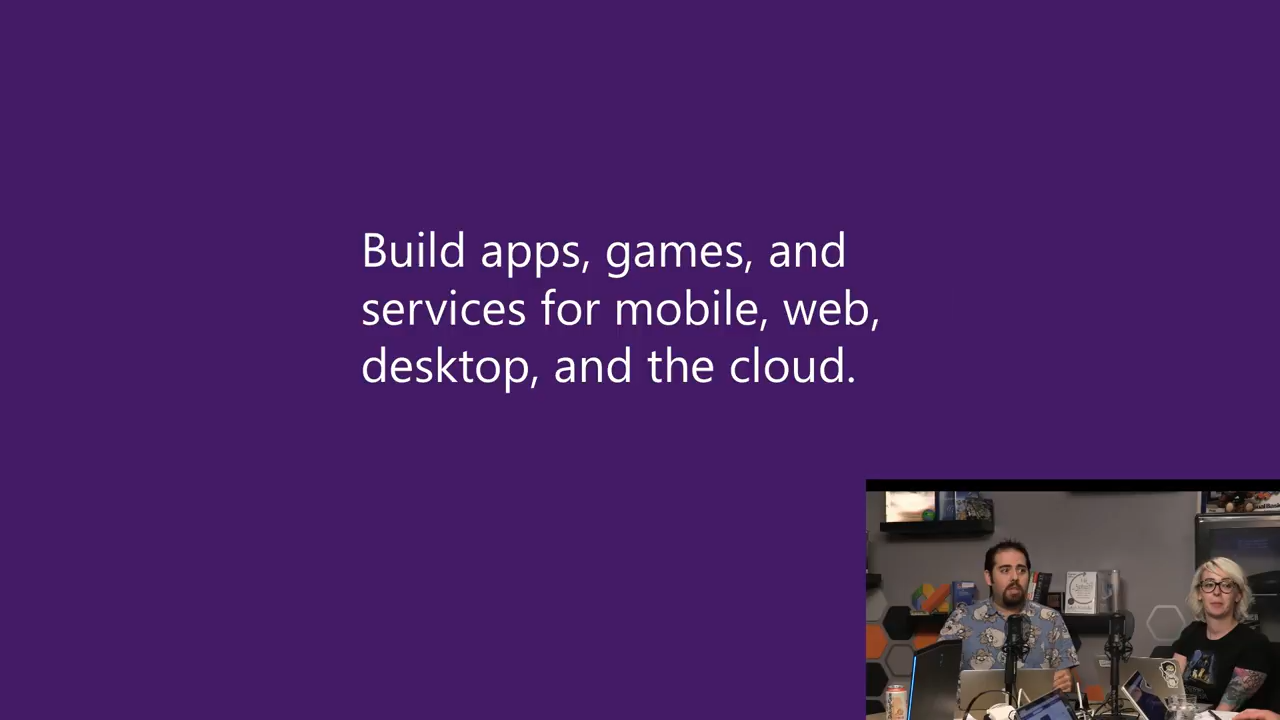 Build apps, games, and
services for mobile, web,
desktop, and the cloud.